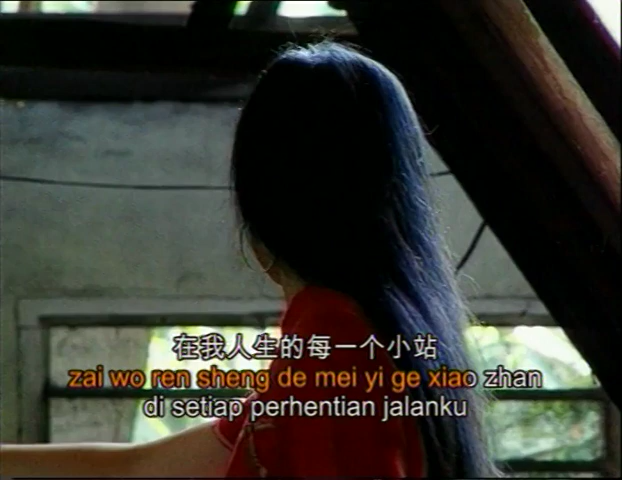 在我人生的每一个小站
zai wo ren sheng de mei yi ge xiao zhan
di setiap perhentian jalanku